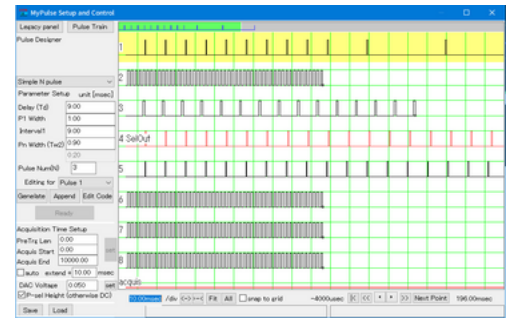 MyPulse Setup and Control
Legacy panel Pulse Train
Pulse Designer
1
Simple N pulse
2
Parameter Setup unit [msec]
Delay (Td) 9.00
3
P1 Width 1.00
Interval1 9.00
4 SelOut
Pn Width (Tw2) 0.90
0.20
Pulse Num(N) 3
5
Editing for Pulse 1
Genelate Append Edit Code
6
Ready
Acquisition Time Setup
7
PreTrg Len 0.00
Acquis Start 0.00
set
Acquis End 10000.00
8
auto extend + 10.00 msec
DAC Voltage 0.050 set
acquis
P-sel Height (otherwise DC)
10.00msec /div <-> >-< Fit All snap to grid -4000usec |< << * * >> Next Point 196.00msec
Save Load